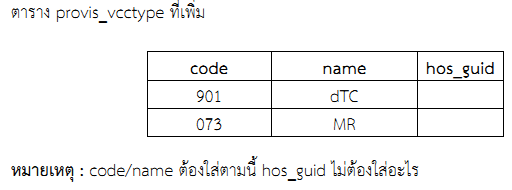 ตาราง provis_vcctype ที่เพิ่ม
code name hos_guid
901 dTC
073 MR
หมายเหตุ : code/name ต้องใส่ตามนี้ hos_guid ไม่ต้องใส่อะไร